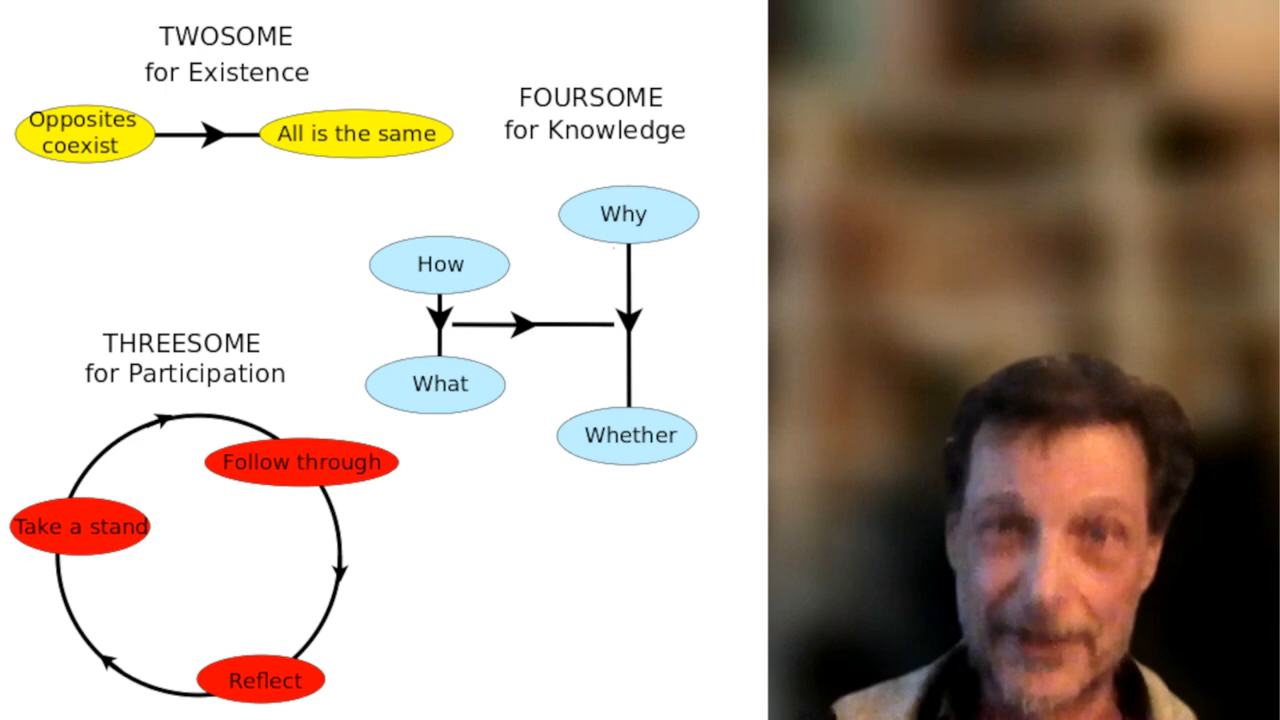 TWOSOME
for Existence
Opposites
coexist
All is the same
FOURSOME
for Knowledge
Why
How
What
Whether
THREESOME
for Participation
Follow through
Take a stand
Reflect